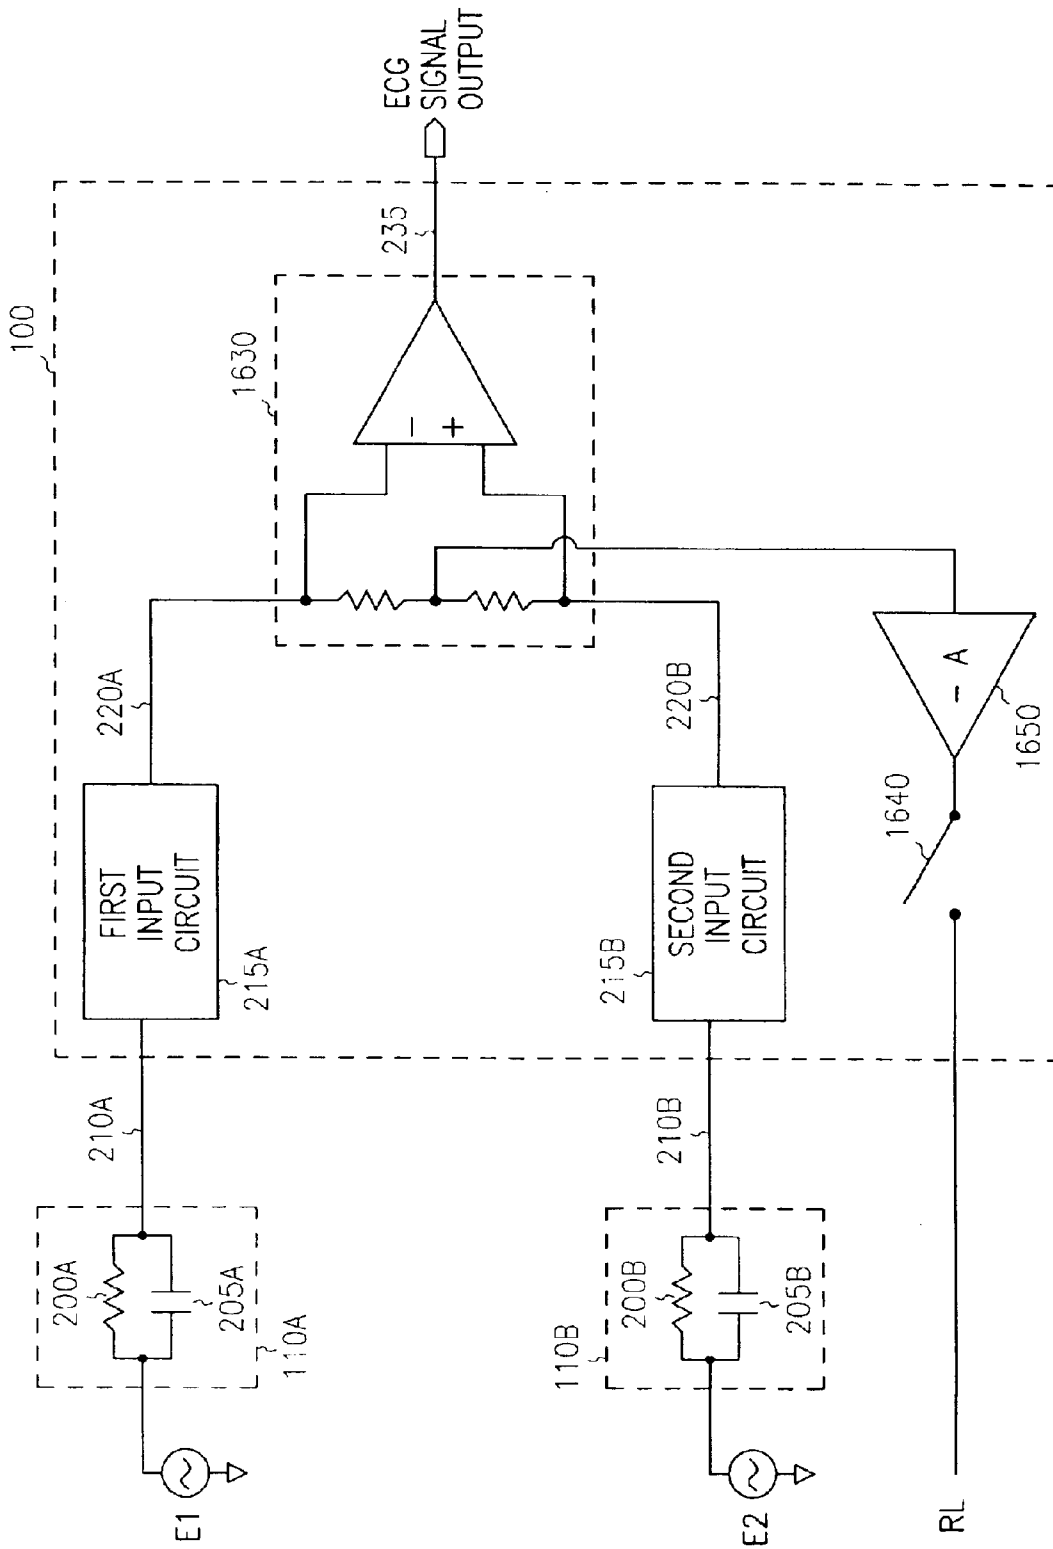 100
ECG
SIGNAL
OUTPUT
235
1630
−
+
220A
220B
FIRST
INPUT
CIRCUIT
215A
SECOND
INPUT
CIRCUIT
215B
− A
1650
1640
210A
210B
200A
205A
110A
200B
205B
110B
E1
E2
RL